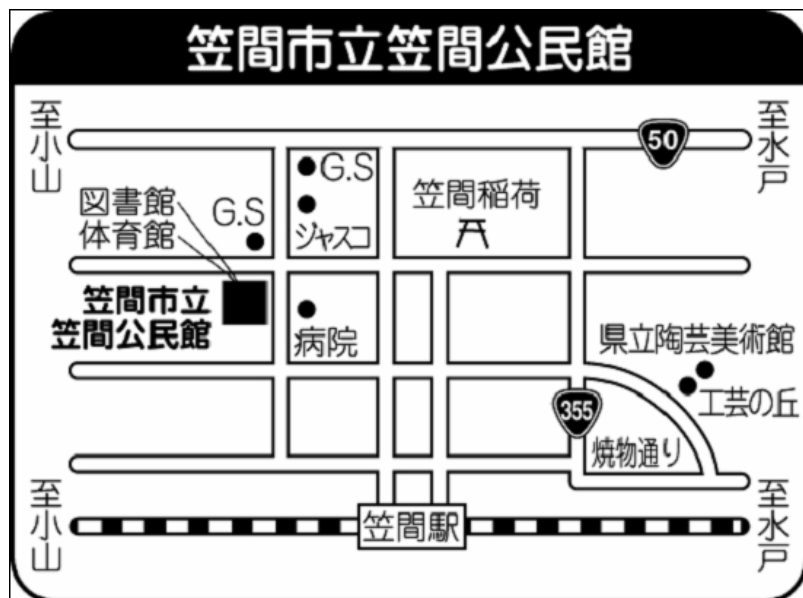 笠間市立笠間公民館
至小山
至水戸
50
G.S
笠間稲荷
図書館
G.S
体育館
ジャスコ
笠間市立
笠間公民館
病院
県立陶芸美術館
工芸の丘
355
焼物通り
至小山
笠間駅
至水戸